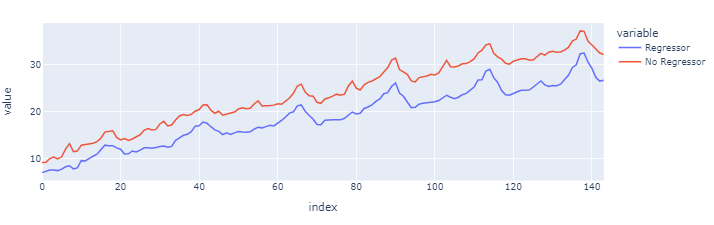 variable
Regressor
No Regressor
value
30
20
10
0
20
40
60
80
100
120
140
index